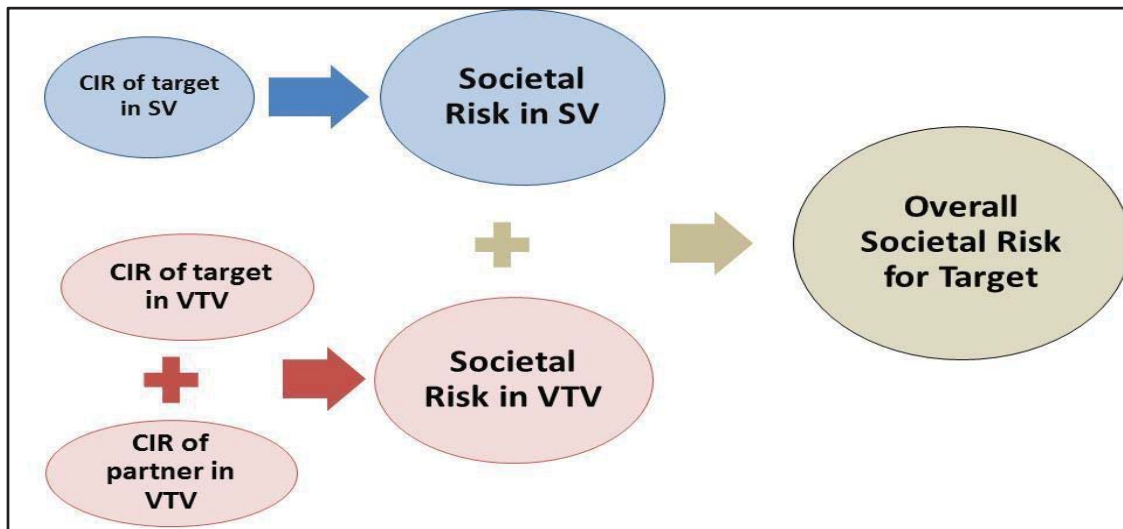 CIR of target
in SV
Societal
Risk in SV
CIR of target
in VTV
CIR of
partner in
VTV
Societal
Risk in VTV
Overall
Societal Risk
for Target